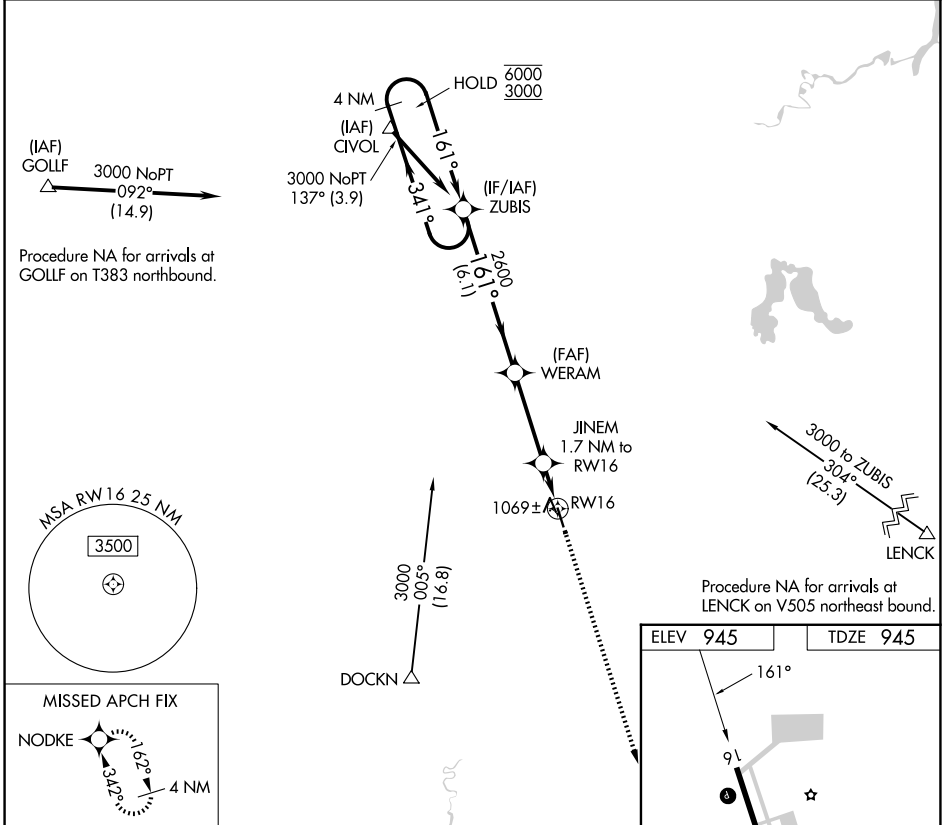 HOLD 6000
3000
4 NM
(IAF)
CIVOL
161°
341°
3000 NoPT
137° (3.9)
(IF/IAF)
ZUBIS
(IAF)
GOLLF
3000 NoPT
092°
(14.9)
Procedure NA for arrivals at
GOLLF on T383 northbound.
2600
161°
(6.1)
(FAF)
WERAM
JINEM
1.7 NM to
RW16
1069±
RW16
3000 to ZUBIS
304°
(25.3)
LENCK
Procedure NA for arrivals at
LENCK on V505 northeast bound.
MSA RW16 25 NM
3500
3000
005°
(16.8)
DOCKN
MISSED APCH FIX
NODKE
162°
342°
4 NM
ELEV 945
TDZE 945
161°
16
P